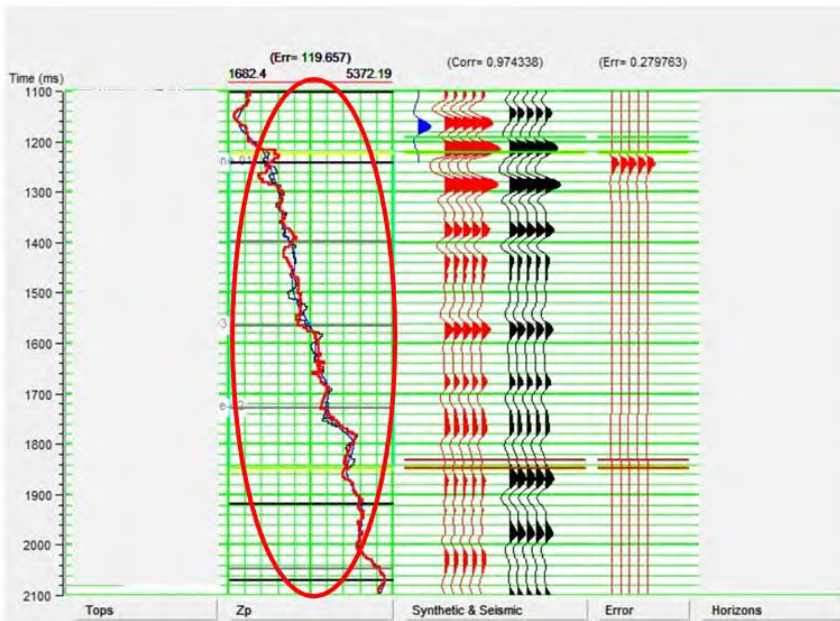 (Err= 119.657)
(Corr= 0.974338)
(Err= 0.279763)
1682.4 5372.19
Time (ms)
1100
1200
1300
1400
1500
1600
1700
1800
1900
2000
2100
Tops Zp Synthetic & Seismic Error Horizons